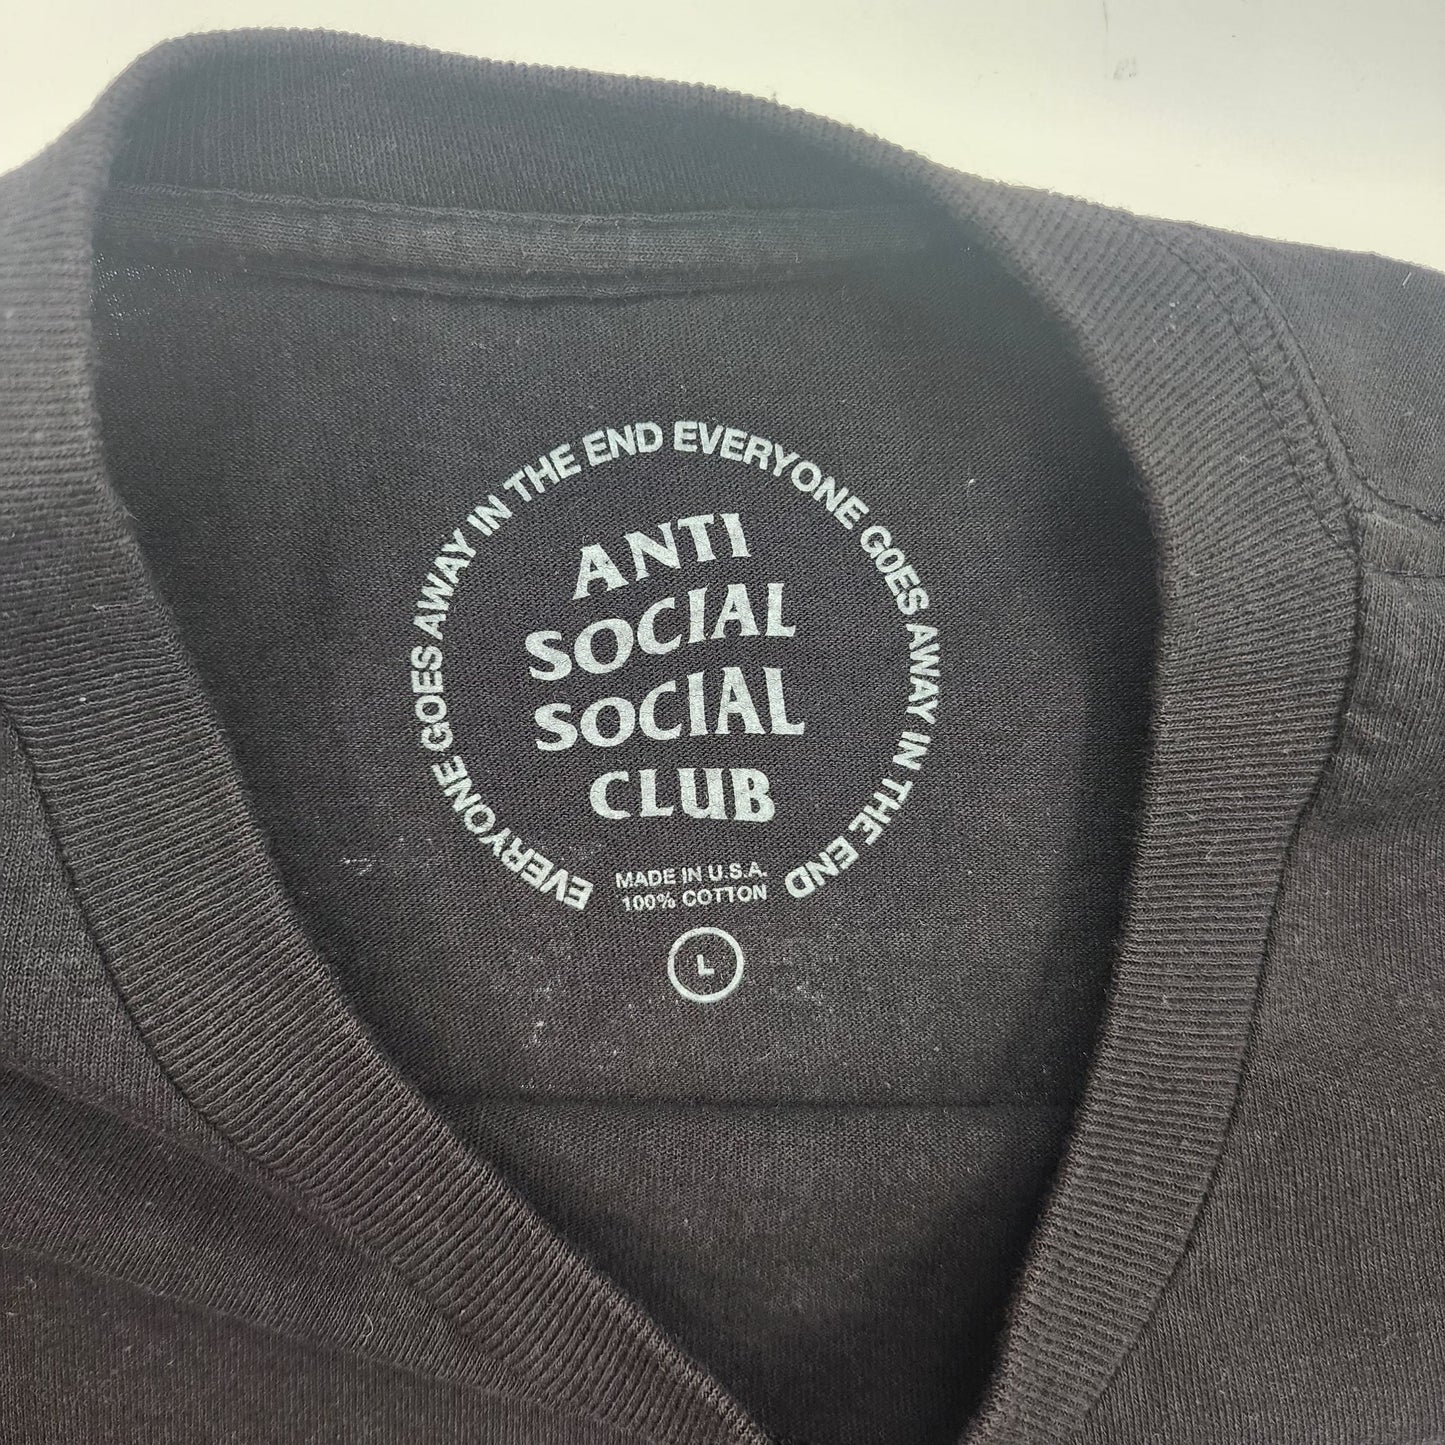 EVERYONE GOES AWAY IN THE END EVERYONE GOES AWAY IN THE END
ANTI
SOCIAL
SOCIAL
CLUB
MADE IN U.S.A.
100% COTTON
L